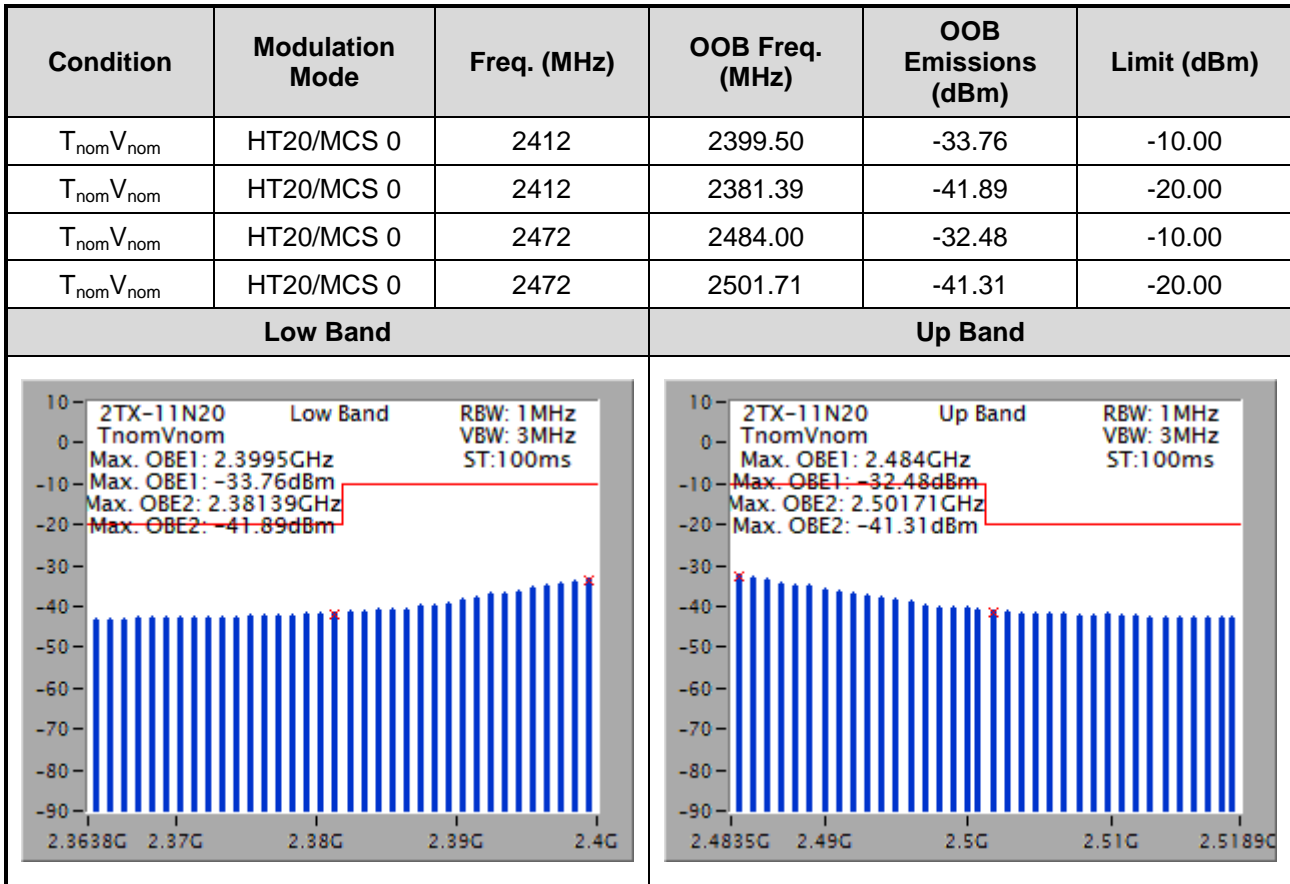 Condition Modulation Mode Freq. (MHz) OOB Freq. (MHz) OOB Emissions (dBm) Limit (dBm)
TnomVnom HT20/MCS 0 2412 2399.50 -33.76 -10.00
TnomVnom HT20/MCS 0 2412 2381.39 -41.89 -20.00
TnomVnom HT20/MCS 0 2472 2484.00 -32.48 -10.00
TnomVnom HT20/MCS 0 2472 2501.71 -41.31 -20.00
Low Band Up Band
2TX-11N20 Low Band RBW: 1MHz
TnomVnom VBW: 3MHz
Max. OBE1: 2.3995GHz ST:100ms
Max. OBE1: -33.76dBm
Max. OBE2: 2.38139GHz
Max. OBE2: -41.89dBm
10
0
-10
-20
-30
-40
-50
-60
-70
-80
-90
2.3638G 2.37G 2.38G 2.39G 2.4G
2TX-11N20 Up Band RBW: 1MHz
TnomVnom VBW: 3MHz
Max. OBE1: 2.484GHz ST:100ms
Max. OBE1: -32.48dBm
Max. OBE2: 2.50171GHz
Max. OBE2: -41.31dBm
10
0
-10
-20
-30
-40
-50
-60
-70
-80
-90
2.4835G 2.49G 2.5G 2.51G 2.5189G